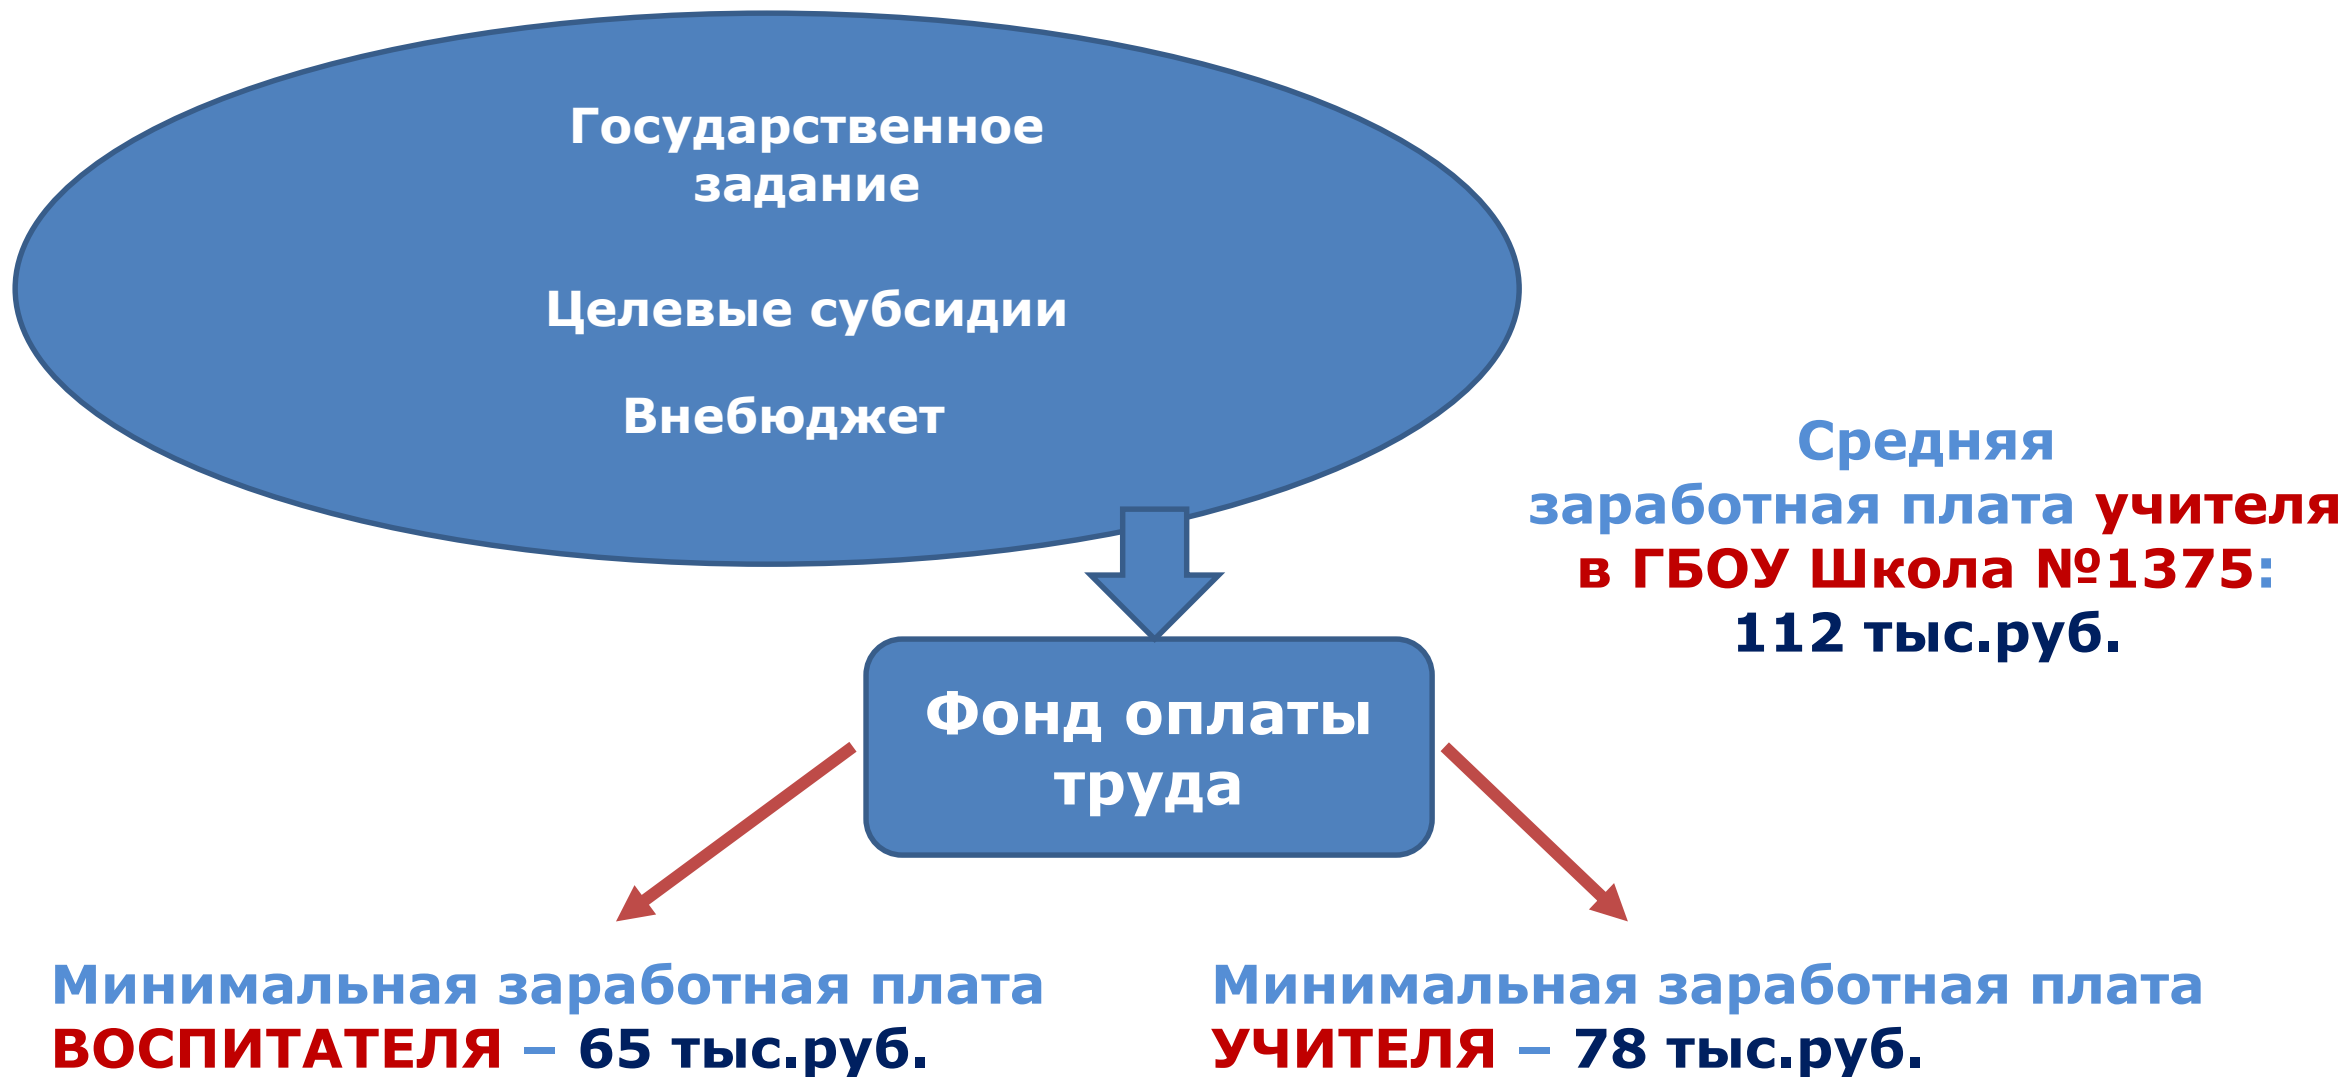 Государственное
задание
Целевые субсидии
Внебюджет
Средняя
заработная плата учителя
в ГБОУ Школа №1375:
112 тыс.руб.
Фонд оплаты
труда
Минимальная заработная плата
ВОСПИТАТЕЛЯ – 65 тыс.руб.
Минимальная заработная плата
УЧИТЕЛЯ – 78 тыс.руб.